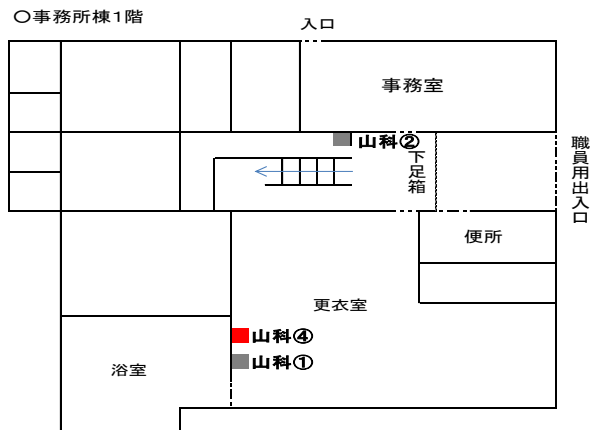 〇事務所棟1階
入口
事務室
山科②
下足箱
職員用出入口
便所
更衣室
山科④
山科①
浴室